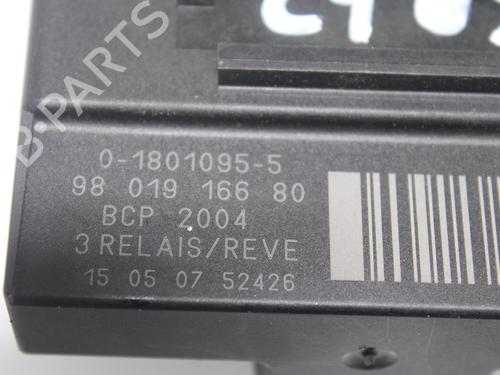 B-PARTS
0-1801095-5
98 019 166 80
BCP 2004
3 RELAIS/REVE
15 05 07 52426